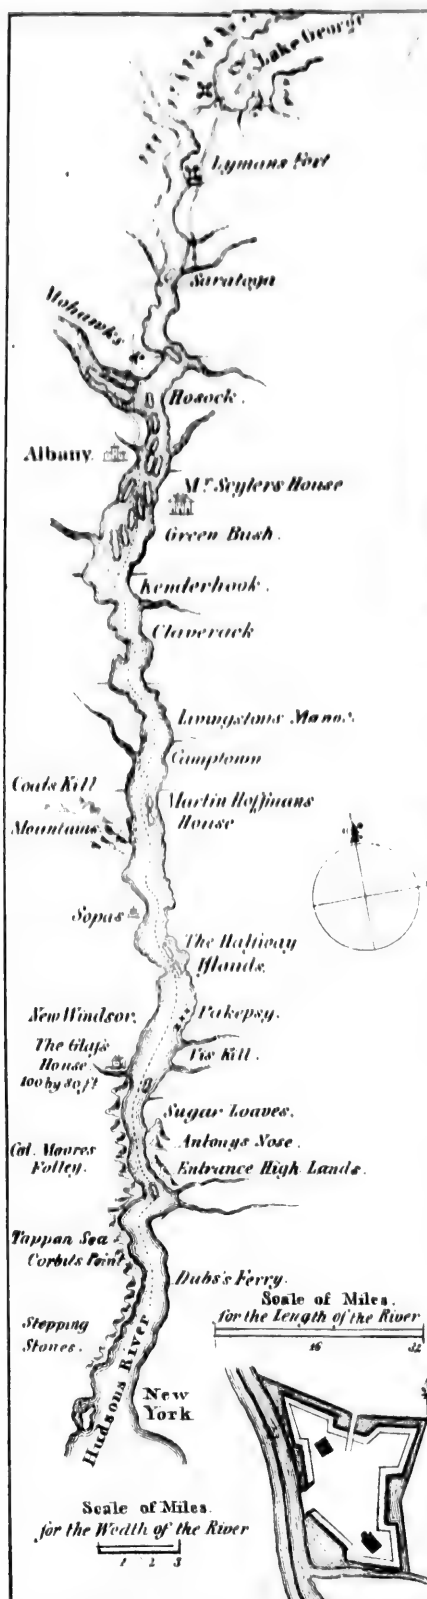 Lake George
Lymans Fort
Saratoga
Mohawks
Hosock.
Albany.
Mr. Scylers House
Green Bush.
Kenderhook.
Claverack
Livingstons Manor.
Camptown
Coats Kill
Mountains
Martin Hoffmans
House
Sopas
The Halfway
Islands.
New Windsor.
Pakepsy.
The Glass
House
100 by 80 ft
Fis Kill.
Sugar Loaves.
Antonys Nose.
Col. Moores
Folley.
Entrance High Lands.
Tappan Sea
Corbits Point
Dubs's Ferry.
Scale of Miles.
for the Length of the River
16 32
Stepping
Stones.
Hudsons River
New
York
Scale of Miles.
for the Wedth of the River
1 2 3